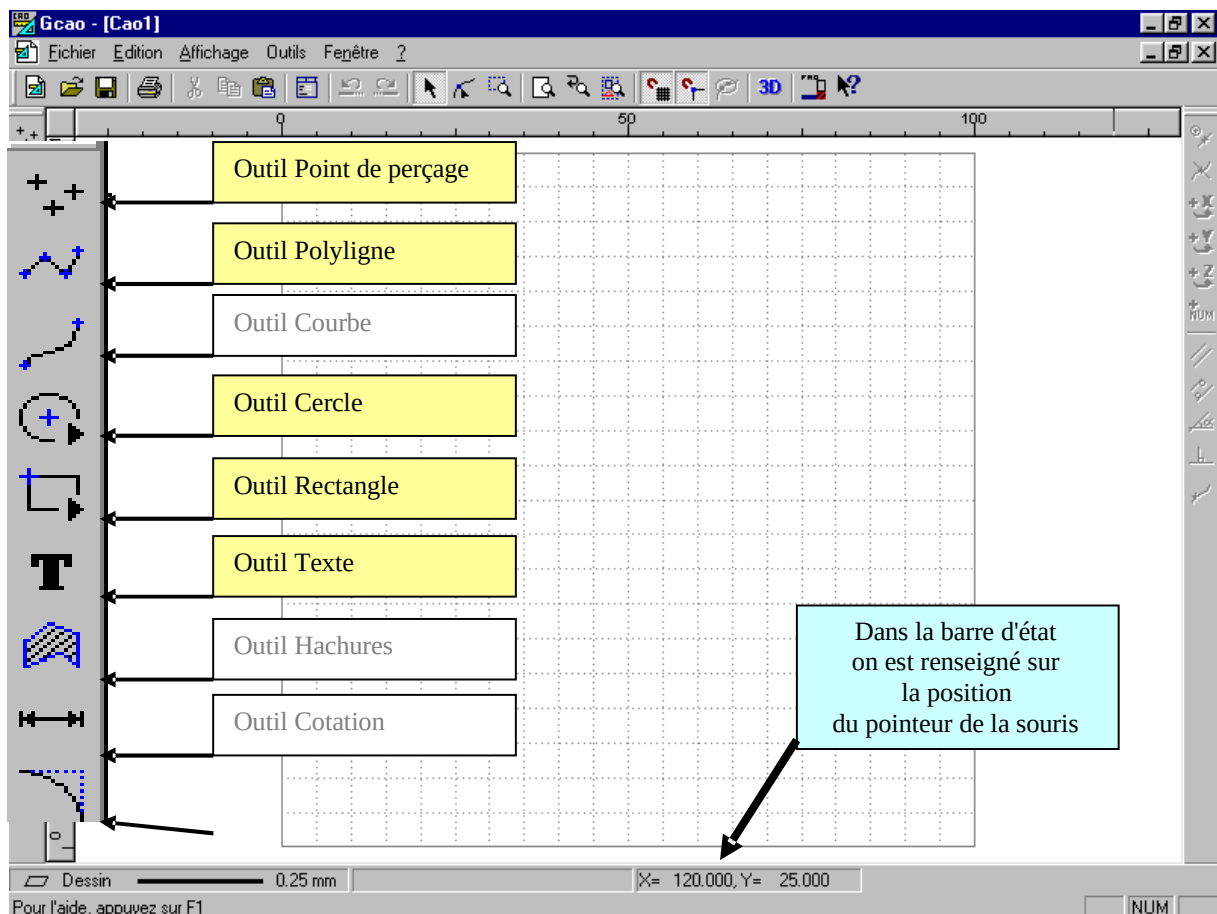 Gcao - [Cao1]
Fichier Edition Affichage Outils Fenêtre ?
3D
0 50 100
Outil Point de perçage
Outil Polyligne
Outil Courbe
Outil Cercle
Outil Rectangle
T
Outil Texte
Outil Hachures
Outil Cotation
Dans la barre d'état
on est renseigné sur
la position
du pointeur de la souris
+X
+Y
+Z
NUM
0
Dessin 0.25 mm X= 120.000, Y= 25.000
Pour l'aide, appuyez sur F1 NUM